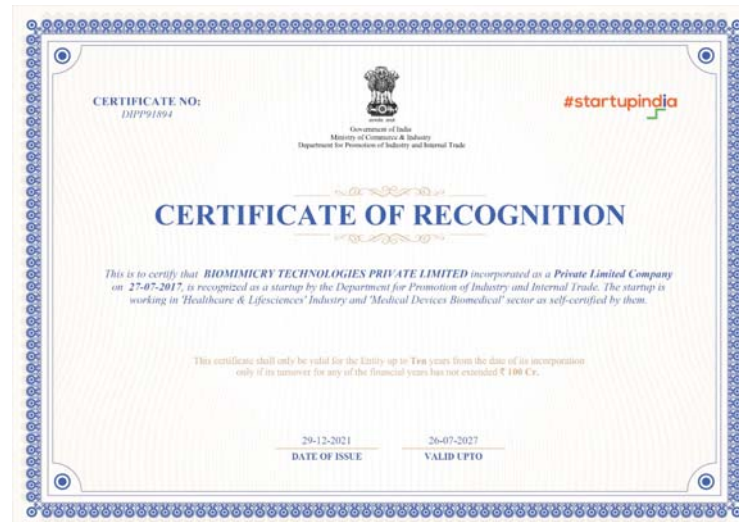 CERTIFICATE NO:
DIPP91894
Government of India
Ministry of Commerce & Industry
Department for Promotion of Industry and Internal Trade
#startupindia
CERTIFICATE OF RECOGNITION
This is to certify that BIOMIMICRY TECHNOLOGIES PRIVATE LIMITED incorporated as a Private Limited Company
on 27-07-2017, is recognized as a startup by the Department for Promotion of Industry and Internal Trade. The startup is
working in 'Healthcare & Lifesciences' Industry and 'Medical Devices Biomedical' sector as self-certified by them.
This certificate shall only be valid for the Entity up to Ten years from the date of its incorporation
only if its turnover for any of the financial years has not exceeded ₹ 100 Cr.
29-12-2021
26-07-2027
DATE OF ISSUE
VALID UPTO